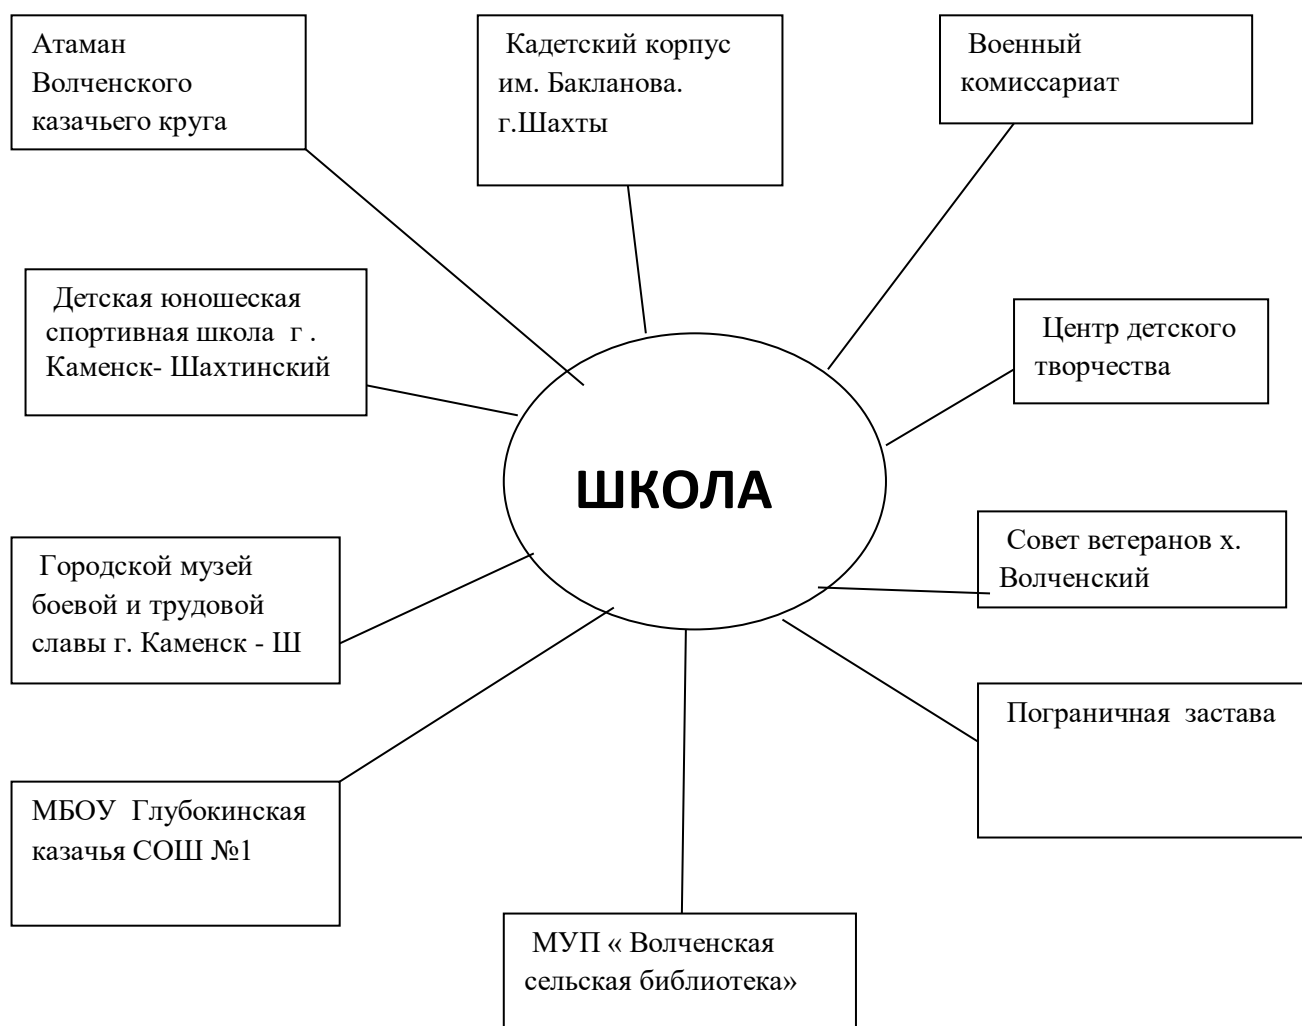 Атаман
Волченского
казачьего круга
Кадетский корпус
им. Бакланова.
г.Шахты
Военный
комиссариат
Детская юношеская
спортивная школа г .
Каменск- Шахтинский
Центр детского
творчества
ШКОЛА
Совет ветеранов х.
Волченский
Городской музей
боевой и трудовой
славы г. Каменск - Ш
Пограничная застава
МБОУ Глубокинская
казачья СОШ №1
МУП « Волченская
сельская библиотека»